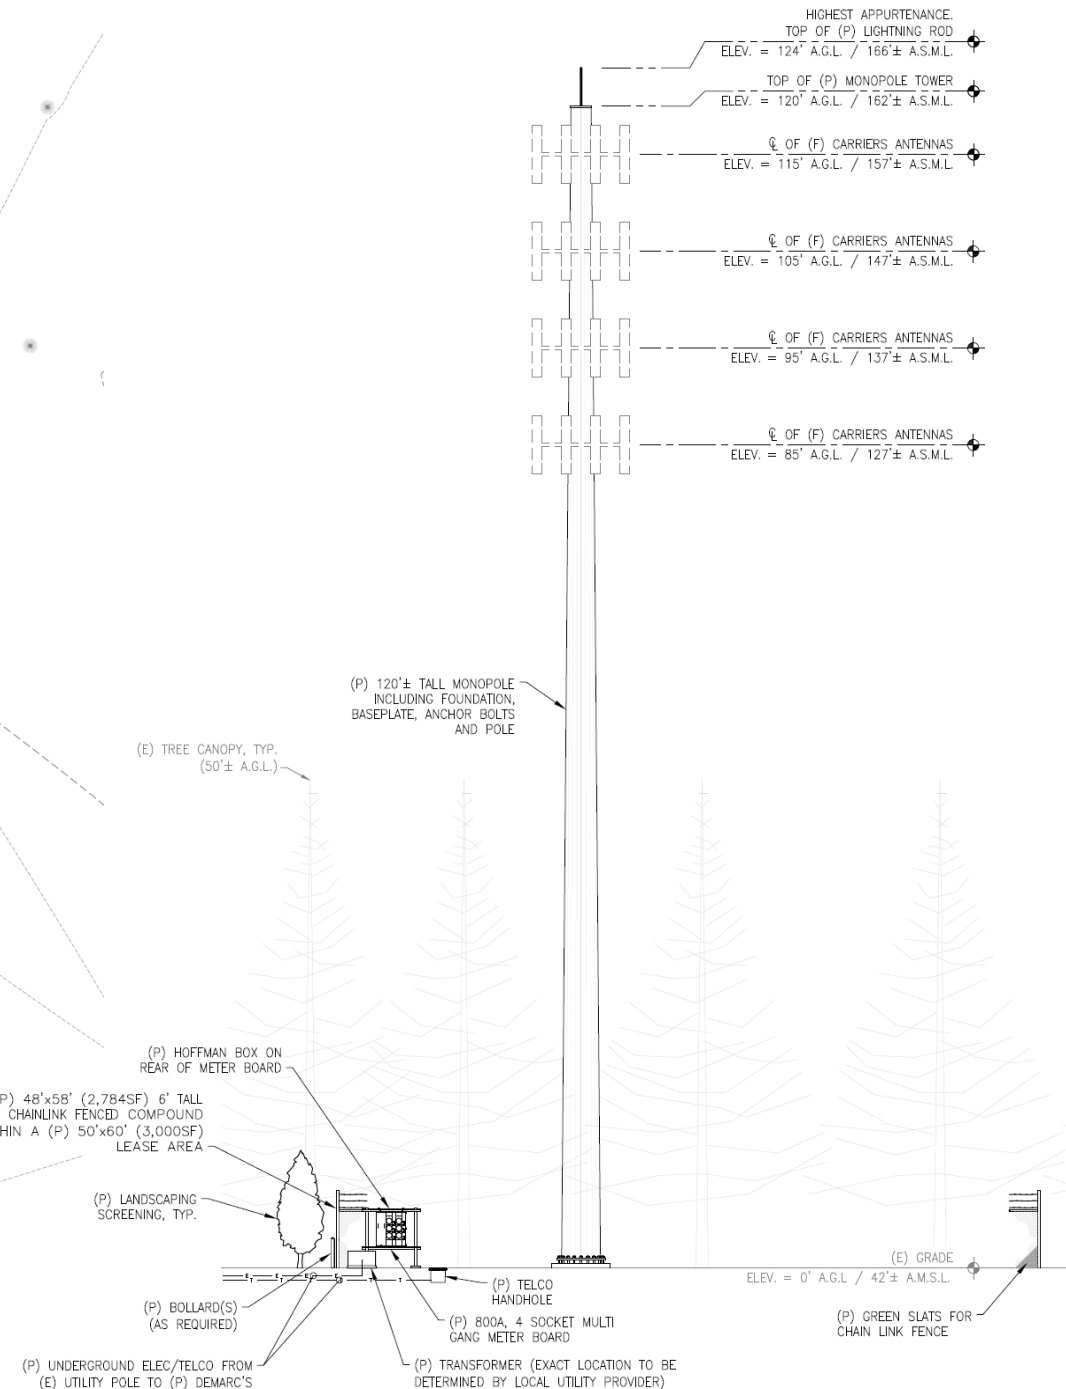 HIGHEST APPURTENANCE.
TOP OF (P) LIGHTNING ROD
ELEV. = 124' A.G.L. / 166'± A.S.M.L.
TOP OF (P) MONOPOLE TOWER
ELEV. = 120' A.G.L. / 162'± A.S.M.L.
℄ OF (F) CARRIERS ANTENNAS
ELEV. = 115' A.G.L. / 157'± A.S.M.L.
℄ OF (F) CARRIERS ANTENNAS
ELEV. = 105' A.G.L. / 147'± A.S.M.L.
℄ OF (F) CARRIERS ANTENNAS
ELEV. = 95' A.G.L. / 137'± A.S.M.L.
℄ OF (F) CARRIERS ANTENNAS
ELEV. = 85' A.G.L. / 127'± A.S.M.L.
(P) 120'± TALL MONOPOLE
INCLUDING FOUNDATION,
BASEPLATE, ANCHOR BOLTS
AND POLE
(E) TREE CANOPY, TYP.
(50'± A.G.L.)
(P) HOFFMAN BOX ON
REAR OF METER BOARD
P) 48'x58' (2,784SF) 6' TALL
CHAINLINK FENCED COMPOUND
HIN A (P) 50'x60' (3,000SF)
LEASE AREA
(P) LANDSCAPING
SCREENING, TYP.
(E) GRADE
ELEV. = 0' A.G.L / 42'± A.M.S.L.
E E E E
T T T T
(P) TELCO
HANDHOLE
(P) BOLLARD(S)
(AS REQUIRED)
(P) 800A, 4 SOCKET MULTI
GANG METER BOARD
(P) GREEN SLATS FOR
CHAIN LINK FENCE
(P) UNDERGROUND ELEC/TELCO FROM
(E) UTILITY POLE TO (P) DEMARC'S
(P) TRANSFORMER (EXACT LOCATION TO BE
DETERMINED BY LOCAL UTILITY PROVIDER)